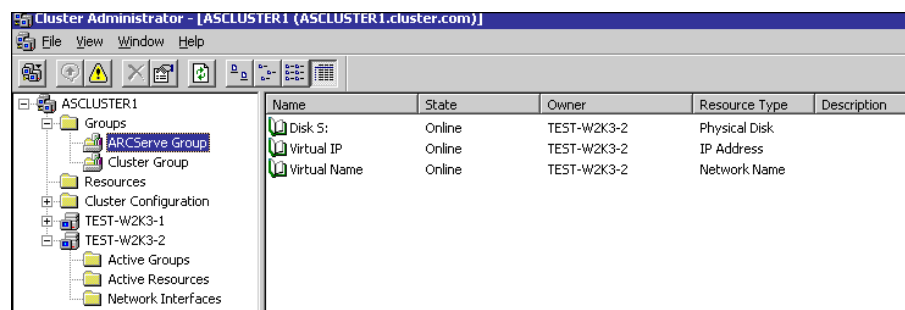 Cluster Administrator - [ASCLUSTER1 (ASCLUSTER1.cluster.com)]
File View Window Help
ASCLUSTER1
Groups
ARCServe Group
Cluster Group
Resources
Cluster Configuration
TEST-W2K3-1
TEST-W2K3-2
Active Groups
Active Resources
Network Interfaces
Name State Owner Resource Type Description
Disk S: Online TEST-W2K3-2 Physical Disk
Virtual IP Online TEST-W2K3-2 IP Address
Virtual Name Online TEST-W2K3-2 Network Name